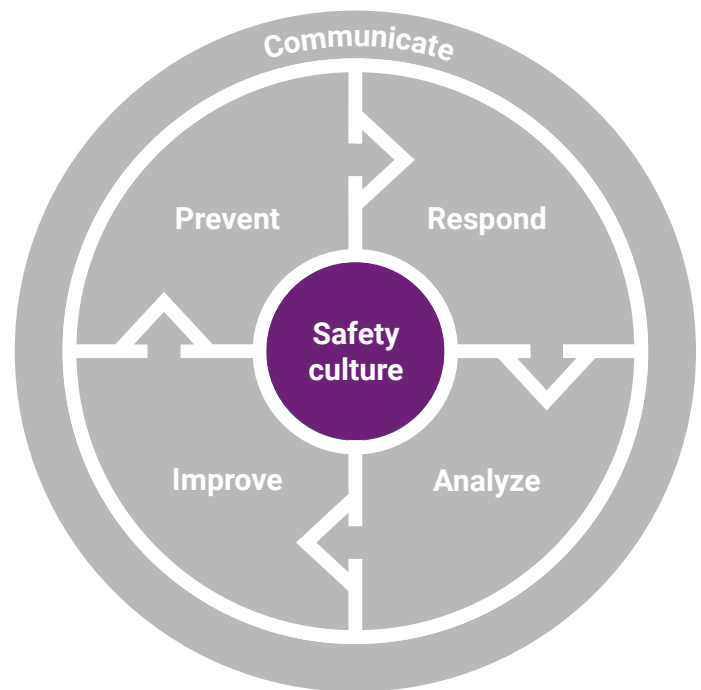 Communicate
Prevent
Respond
Safety
culture
Improve
Analyze